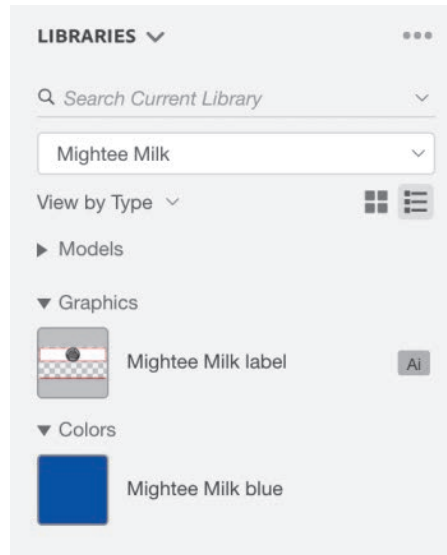 LIBRARIES
Search Current Library
Mightee Milk
View by Type
Models
Graphics
Mightee Milk label
Ai
Colors
Mightee Milk blue